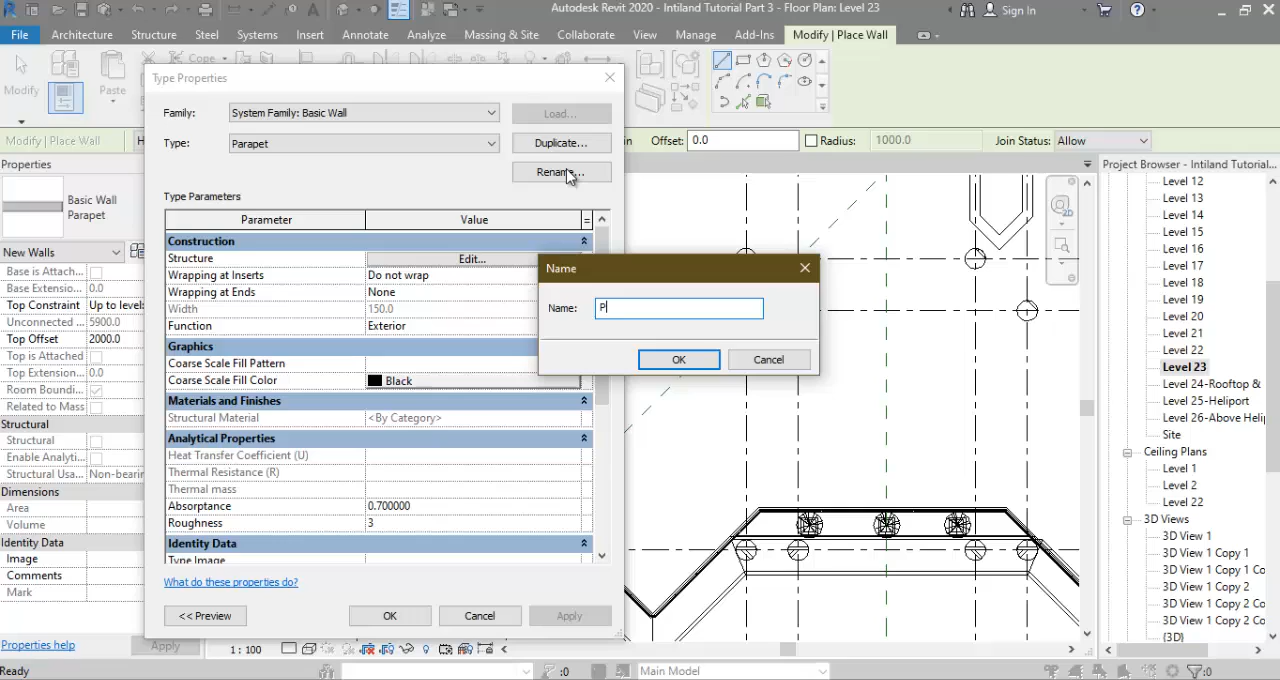 Autodesk Revit 2020 - Intiland Tutorial Part 3 - Floor Plan: Level 23
Sign In
File Architecture Structure Steel Systems Insert Annotate Analyze Massing & Site Collaborate View Manage Add-Ins Modify | Place Wall
Modify
Paste
Cope
Modify | Place Wall
Offset: 0.0
Radius: 1000.0
Join Status: Allow
Properties
Basic Wall
Parapet
New Walls
Base is Attach...
Base Extensio... 0.0
Top Constraint Up to level:
Unconnected ... 5900.0
Top Offset 2000.0
Top is Attached
Top Extension... 0.0
Room Boundi...
Related to Mass
Structural
Structural
Enable Analyti...
Structural Usa... Non-bearin
Dimensions
Area
Volume
Identity Data
Image
Comments
Mark
Properties help
Apply
Type Properties
Family: System Family: Basic Wall Load...
Type: Parapet Duplicate...
Rename...
Type Parameters
Parameter Value =
Construction
Structure Edit...
Wrapping at Inserts Do not wrap
Wrapping at Ends None
Width 150.0
Function Exterior
Graphics
Coarse Scale Fill Pattern
Coarse Scale Fill Color Black
Materials and Finishes
Structural Material <By Category>
Analytical Properties
Heat Transfer Coefficient (U)
Thermal Resistance (R)
Thermal mass
Absorptance 0.700000
Roughness 3
Identity Data
Type Image
What do these properties do?
<< Preview OK Cancel Apply
Name
Name: P
OK Cancel
Project Browser - Intiland Tutorial...
Level 12
Level 13
Level 14
Level 15
Level 16
Level 17
Level 18
Level 19
Level 20
Level 21
Level 22
Level 23
Level 24-Rooftop &
Level 25-Heliport
Level 26-Above Heli
Site
Ceiling Plans
Level 1
Level 2
Level 22
3D Views
3D View 1
3D View 1 Copy 1
3D View 1 Copy 1 Co
3D View 1 Copy 2
3D View 1 Copy 2 Co
3D View 1 Copy 2 Co
{3D}
1 : 100
Ready
:0
Main Model
:0